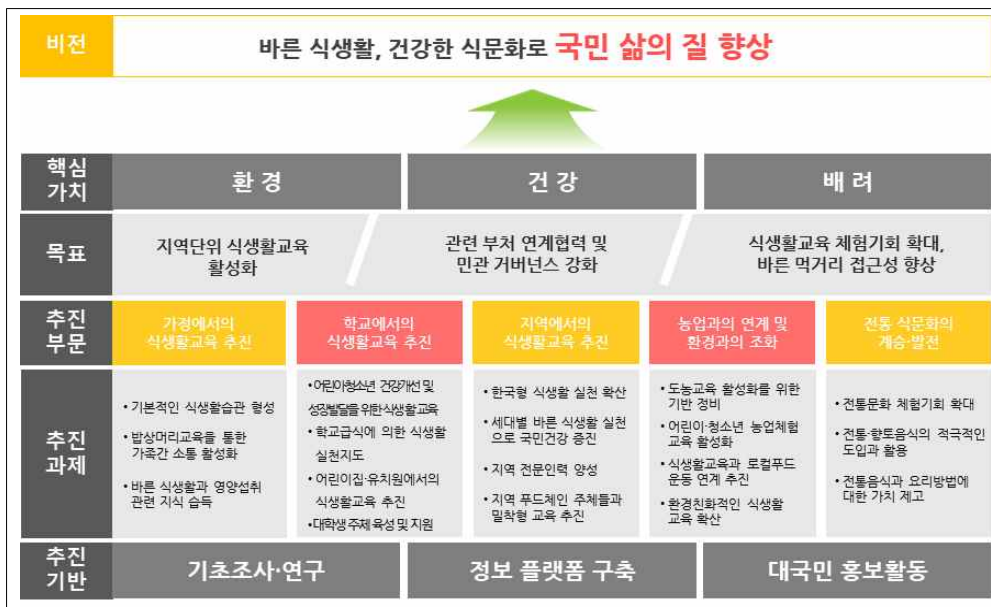 비전
바른 식생활, 건강한 식문화로 국민 삶의 질 향상
핵심
가치
환경
건강
배려
목표
지역단위 식생활교육
활성화
관련 부처 연계협력 및
민관 거버넌스 강화
식생활교육 체험기회 확대,
바른 먹거리 접근성 향상
추진
부문
가정에서의
식생활교육 추진
학교에서의
식생활교육 추진
지역에서의
식생활교육 추진
농업과의 연계 및
환경과의 조화
전통 식문화의
계승·발전
추진
과제
• 기본적인 식생활습관 형성
• 밥상머리교육을 통한
가족간 소통 활성화
• 바른 식생활과 영양섭취
관련 지식 습득
• 어린이·청소년 건강개선 및
성장발달을 위한 식생활교육
• 학교급식에 의한 식생활
실천지도
• 어린이집·유치원에서의
식생활교육 추진
• 대학생 주체 육성 및 지원
• 한국형 식생활 실천 확산
• 세대별 바른 식생활 실천
으로 국민건강 증진
• 지역 전문인력 양성
• 지역 푸드체인 주체들과
밀착형 교육 추진
• 도농교육 활성화를 위한
기반 정비
• 어린이·청소년 농업체험
교육 활성화
• 식생활교육과 로컬푸드
운동 연계 추진
• 환경친화적인 식생활
교육 확산
• 전통문화 체험기회 확대
• 전통·향토음식의 적극적인
도입과 활용
• 전통음식과 요리방법에
대한 가치 제고
추진
기반
기초조사·연구
정보 플랫폼 구축
대국민 홍보활동